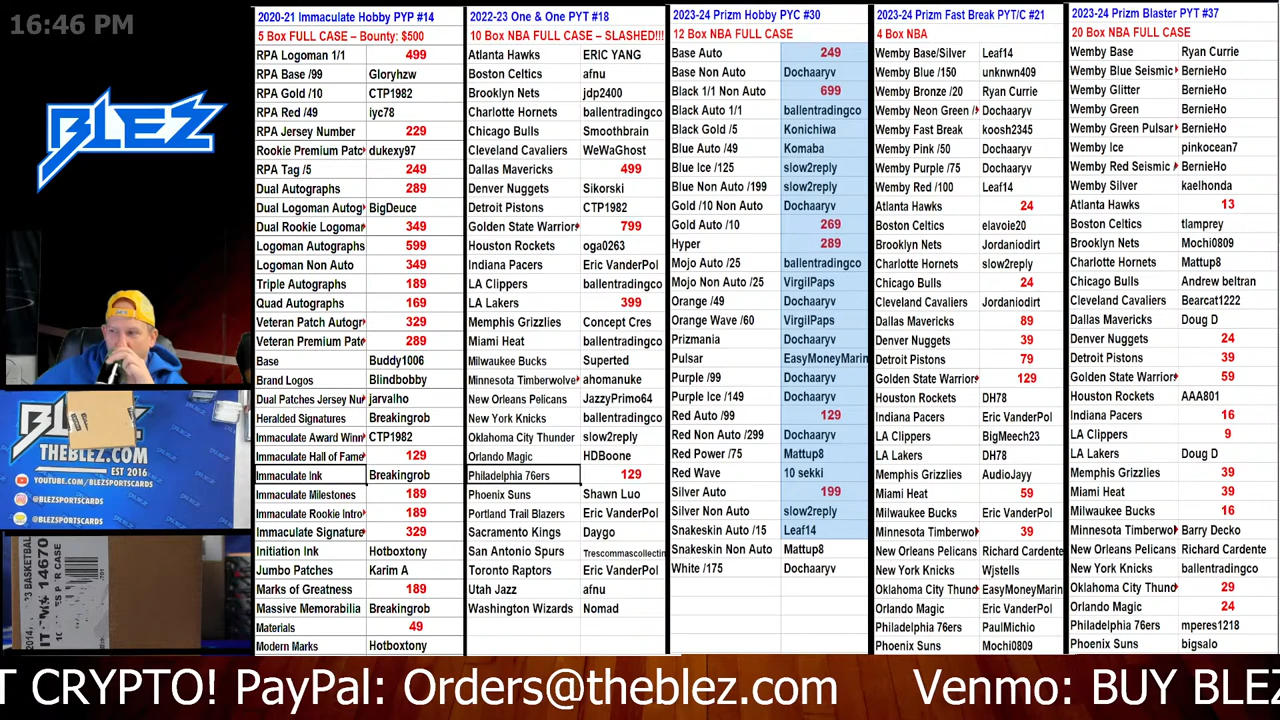 16:46 PM
BLEZ
BLEZ
THEBLEZ.COM
EST 2016
YOUTUBE.COM/BLEZSPORTSCARDS
@BLEZSPORTSCARDS
@BLEZSPORTSCARDS
2020-21 Immaculate Hobby PYP #14
5 Box FULL CASE – Bounty: $500
RPA Logoman 1/1 499
RPA Base /99 Gloryhzw
RPA Gold /10 CTP1982
RPA Red /49 iyc78
RPA Jersey Number 229
Rookie Premium Patc dukexy97
RPA Tag /5 249
Dual Autographs 289
Dual Logoman Autog BigDeuce
Dual Rookie Logoma 349
Logoman Autographs 599
Logoman Non Auto 349
Triple Autographs 189
Quad Autographs 169
Veteran Patch Autogr 329
Veteran Premium Patc 289
Base Buddy1006
Brand Logos Blindbobby
Dual Patches Jersey Nu jarvalho
Heralded Signatures Breakingrob
Immaculate Award Winn CTP1982
Immaculate Hall of Fame 129
Immaculate Ink Breakingrob
Immaculate Milestones 189
Immaculate Rookie Intro 189
Immaculate Signature 329
Initiation Ink Hotboxtony
Jumbo Patches Karim A
Marks of Greatness 189
Massive Memorabilia Breakingrob
Materials 49
Modern Marks Hotboxtony
2022-23 One & One PYT #18
10 Box NBA FULL CASE – SLASHED!!!
Atlanta Hawks ERIC YANG
Boston Celtics afnu
Brooklyn Nets jdp2400
Charlotte Hornets ballentradingc
Chicago Bulls Smoothbrain
Cleveland Cavaliers WeWaGhost
Dallas Mavericks 499
Denver Nuggets Sikorski
Detroit Pistons CTP1982
Golden State Warrior 799
Houston Rockets oga0263
Indiana Pacers Eric VanderPol
LA Clippers ballentradingc
LA Lakers 399
Memphis Grizzlies Concept Cres
Miami Heat ballentradingc
Milwaukee Bucks Superted
Minnesota Timberwolve ahomanuke
New Orleans Pelicans JazzyPrimo64
New York Knicks ballentradingc
Oklahoma City Thunder slow2reply
Orlando Magic HDBoone
Philadelphia 76ers 129
Phoenix Suns Shawn Luo
Portland Trail Blazers Eric VanderPol
Sacramento Kings Daygo
San Antonio Spurs Trescommascollectin
Toronto Raptors Eric VanderPol
Utah Jazz afnu
Washington Wizards Nomad
2023-24 Prizm Hobby PYC #30
12 Box NBA FULL CASE
Base Auto 249
Base Non Auto Dochaaryv
Black 1/1 Non Auto 699
Black Auto 1/1 ballentradingco
Black Gold /5 Konichiwa
Blue Auto /49 Komaba
Blue Ice /125 slow2reply
Blue Non Auto /199 slow2reply
Gold /10 Non Auto Dochaaryv
Gold Auto /10 269
Hyper 289
Mojo Auto /25 ballentradingco
Mojo Non Auto /25 VirgilPaps
Orange /49 Dochaaryv
Orange Wave /60 VirgilPaps
Prizmania Dochaaryv
Pulsar EasyMoneyMarin
Purple /99 Dochaaryv
Purple Ice /149 Dochaaryv
Red Auto /99 129
Red Non Auto /299 Dochaaryv
Red Power /75 Mattup8
Red Wave 10 sekki
Silver Auto 199
Silver Non Auto slow2reply
Snakeskin Auto /15 Leaf14
Snakeskin Non Auto Mattup8
White /175 Dochaaryv
2023-24 Prizm Fast Break PYT/C #21
4 Box NBA
Wemby Base/Silver Leaf14
Wemby Blue /150 unknwn409
Wemby Bronze /20 Ryan Currie
Wemby Neon Green / Dochaaryv
Wemby Fast Break koosh2345
Wemby Pink /50 Dochaaryv
Wemby Purple /75 Dochaaryv
Wemby Red /100 Leaf14
Atlanta Hawks 24
Boston Celtics elavoie20
Brooklyn Nets Jordaniodirt
Charlotte Hornets slow2reply
Chicago Bulls 24
Cleveland Cavaliers Jordaniodirt
Dallas Mavericks 89
Denver Nuggets 39
Detroit Pistons 79
Golden State Warrior 129
Houston Rockets DH78
Indiana Pacers Eric VanderPol
LA Clippers BigMeech23
LA Lakers DH78
Memphis Grizzlies AudioJayy
Miami Heat 59
Milwaukee Bucks Eric VanderPol
Minnesota Timberwo 39
New Orleans Pelicans Richard Cardente
New York Knicks Wjstells
Oklahoma City Thund EasyMoneyMarin
Orlando Magic Eric VanderPol
Philadelphia 76ers PaulMichio
Phoenix Suns Mochi0809
2023-24 Prizm Blaster PYT #37
20 Box NBA FULL CASE
Wemby Base Ryan Currie
Wemby Blue Seismic BernieHo
Wemby Glitter BernieHo
Wemby Green BernieHo
Wemby Green Pulsar BernieHo
Wemby Ice pinkocean7
Wemby Red Seismic BernieHo
Wemby Silver kaelhonda
Atlanta Hawks 13
Boston Celtics tlamprey
Brooklyn Nets Mochi0809
Charlotte Hornets Mattup8
Chicago Bulls Andrew beltran
Cleveland Cavaliers Bearcat1222
Dallas Mavericks Doug D
Denver Nuggets 24
Detroit Pistons 39
Golden State Warrior 59
Houston Rockets AAA801
Indiana Pacers 16
LA Clippers 9
LA Lakers Doug D
Memphis Grizzlies 39
Miami Heat 39
Milwaukee Bucks 16
Minnesota Timberwo Barry Decko
New Orleans Pelicans Richard Cardente
New York Knicks ballentradingco
Oklahoma City Thund 29
Orlando Magic 24
Philadelphia 76ers mperes1218
Phoenix Suns bigsalo
T CRYPTO! PayPal: Orders@theblez.com Venmo: BUY BLEZ